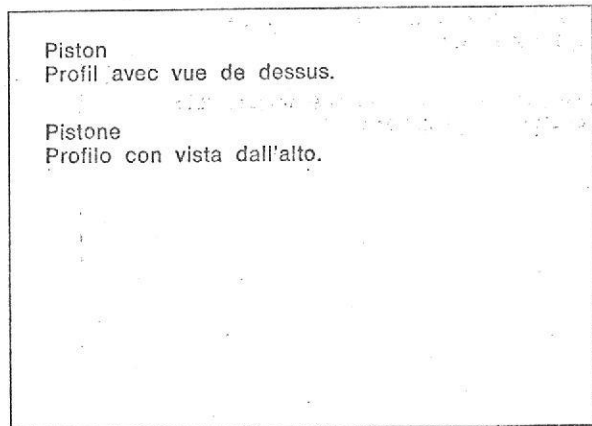 Piston
Profil avec vue de dessus.
Pistone
Profilo con vista dall'alto.